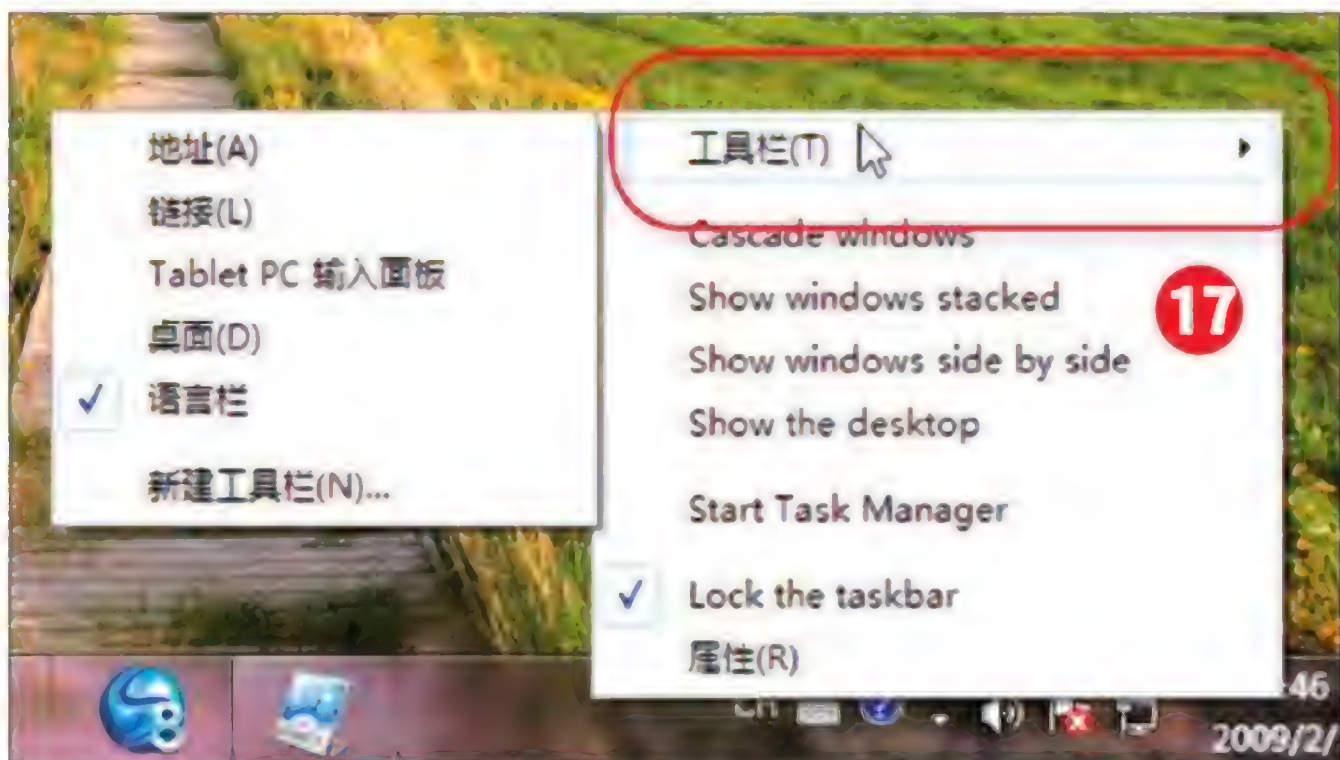 地址(A)
链接(L)
Tablet PC 输入面板
桌面(D)
✓ 语言栏
新建工具栏(N)...
工具栏(T)
Cascade windows
Show windows stacked
17
Show windows side by side
Show the desktop
Start Task Manager
✓ Lock the taskbar
属性(R)
:46
2009/2/